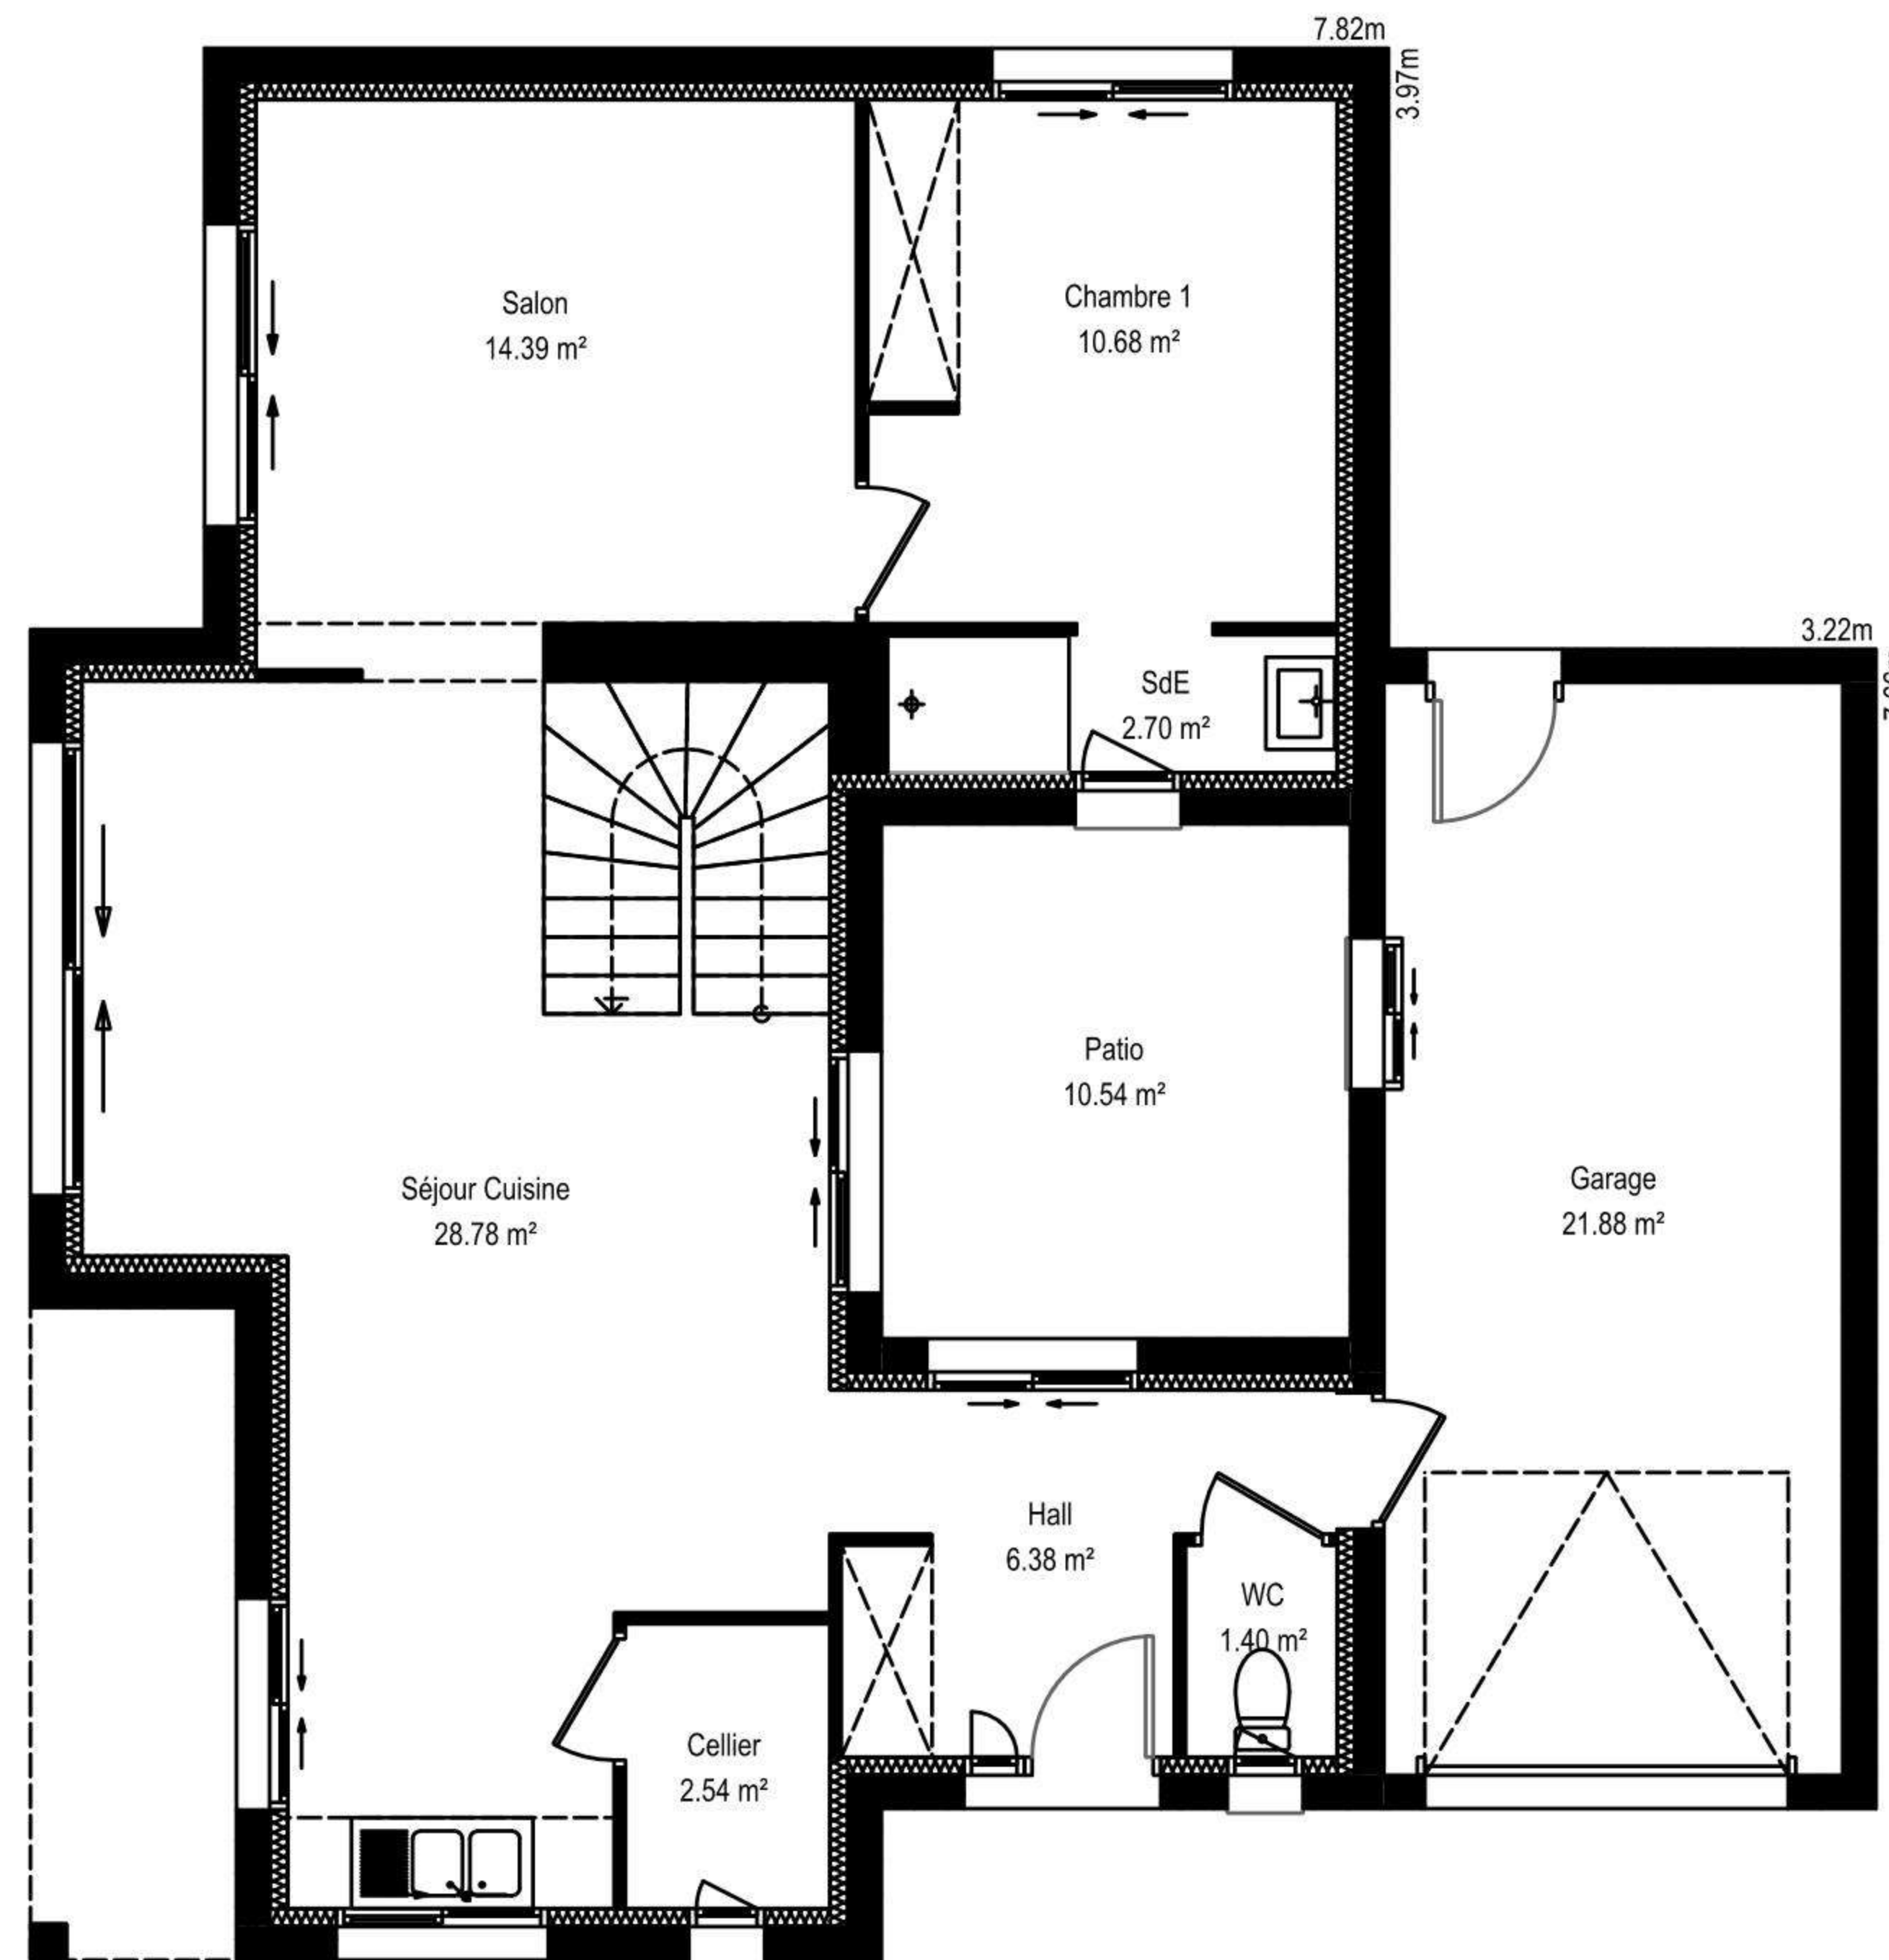 7.82m
3.97m
Salon
14.39 m²
Chambre 1
10.68 m²
3.22m
SdE
2.70 m²
Patio
10.54 m²
Garage
21.88 m²
Séjour Cuisine
28.78 m²
Hall
6.38 m²
WC
1.40 m²
Cellier
2.54 m²